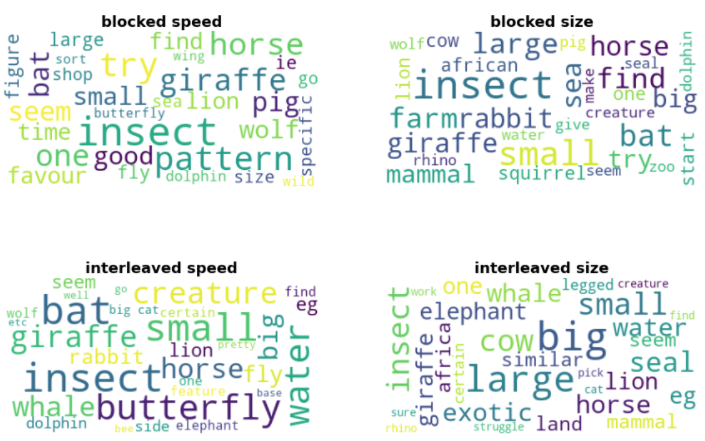 blocked speed
figure large find horse
bat sort wing ie
shop try giraffe go
small sea lion pig
seem butterfly specific
time insect wolf
one good pattern
favour fly dolphin size wild
blocked size
wolf cow large pig horse dolphin
lion african seal
insect sea make find
one big
farm rabbit creature
giraffe water give bat
rhino small try zoo start
mammal squirrel seem
interleaved speed
seem go creature find
well big cat eg
wolf bat certain
etc small big
giraffe pretty
rabbit lion water
insect horse fly
one feature base
whale butterfly
dolphin bee side elephant
interleaved size
work one whale legged creature
insect elephant small find
big water
giraffe africa cow seem
certain similar seal
large pick lion
cat eg
sure exotic horse
rhino struggle land mammal